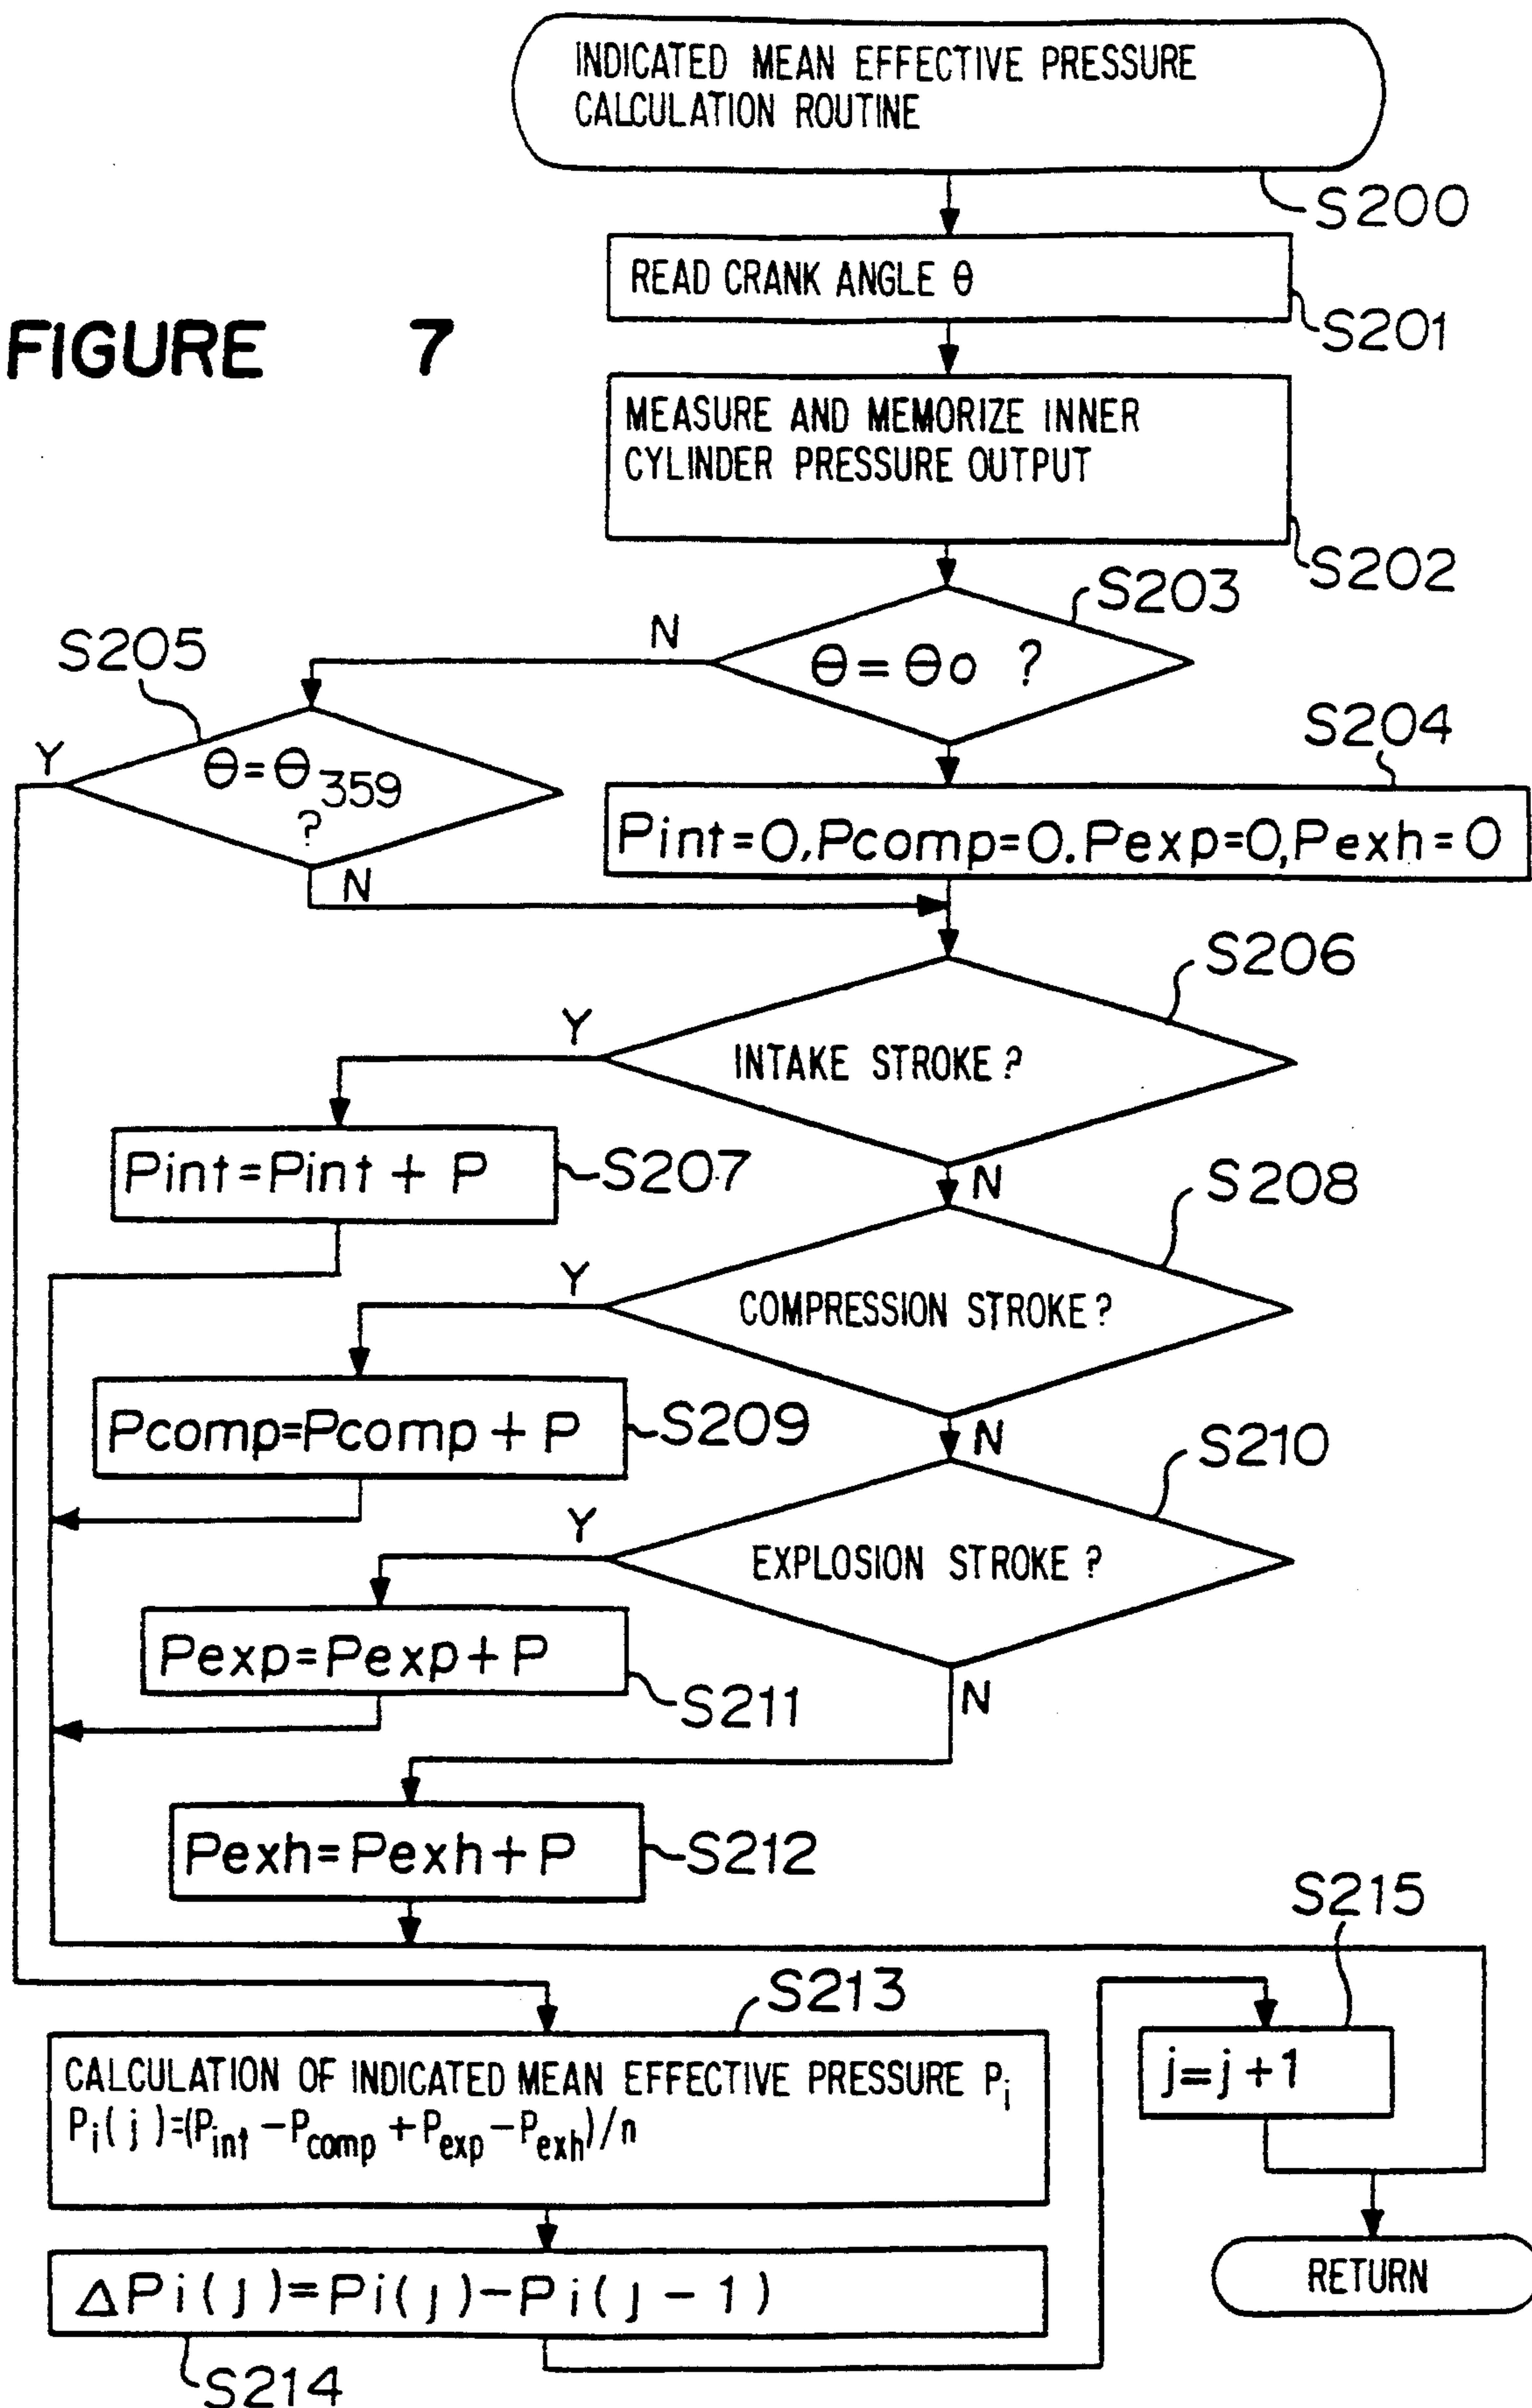 INDICATED MEAN EFFECTIVE PRESSURE
CALCULATION ROUTINE
S200
READ CRANK ANGLE θ
S201
FIGURE 7
MEASURE AND MEMORIZE INNER
CYLINDER PRESSURE OUTPUT
S202
S203
N
θ = θo ?
S205
Y
θ = θ359
?
N
S204
Pint=0,Pcomp=0.Pexp=0,Pexh=0
S206
Y
INTAKE STROKE?
Pint=Pint + P
S207
N
S208
Y
COMPRESSION STROKE?
Pcomp=Pcomp + P
S209
N
S210
Y
EXPLOSION STROKE?
Pexp=Pexp+P
S211
N
Pexh=Pexh+P
S212
S215
S213
CALCULATION OF INDICATED MEAN EFFECTIVE PRESSURE Pi
Pi(j)=(Pint -Pcomp +Pexp -Pexh)/n
j=j+1
ΔPi(j)=Pi(j)-Pi(j-1)
S214
RETURN